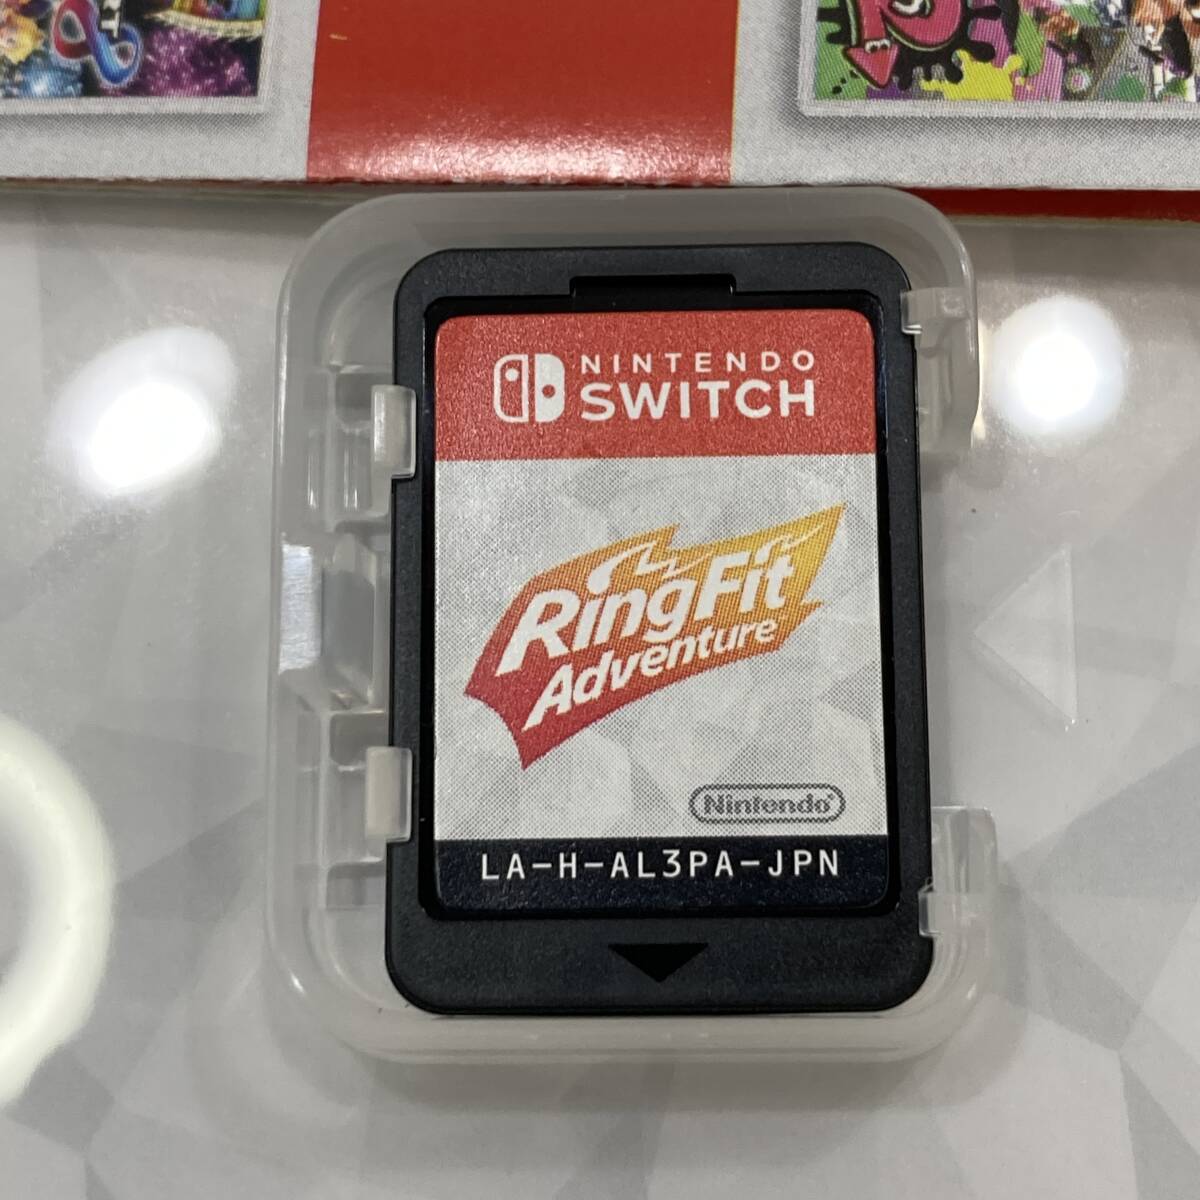 NINTENDO
SWITCH
RingFit
Adventure
Nintendo®
LA-H-AL3PA-JPN